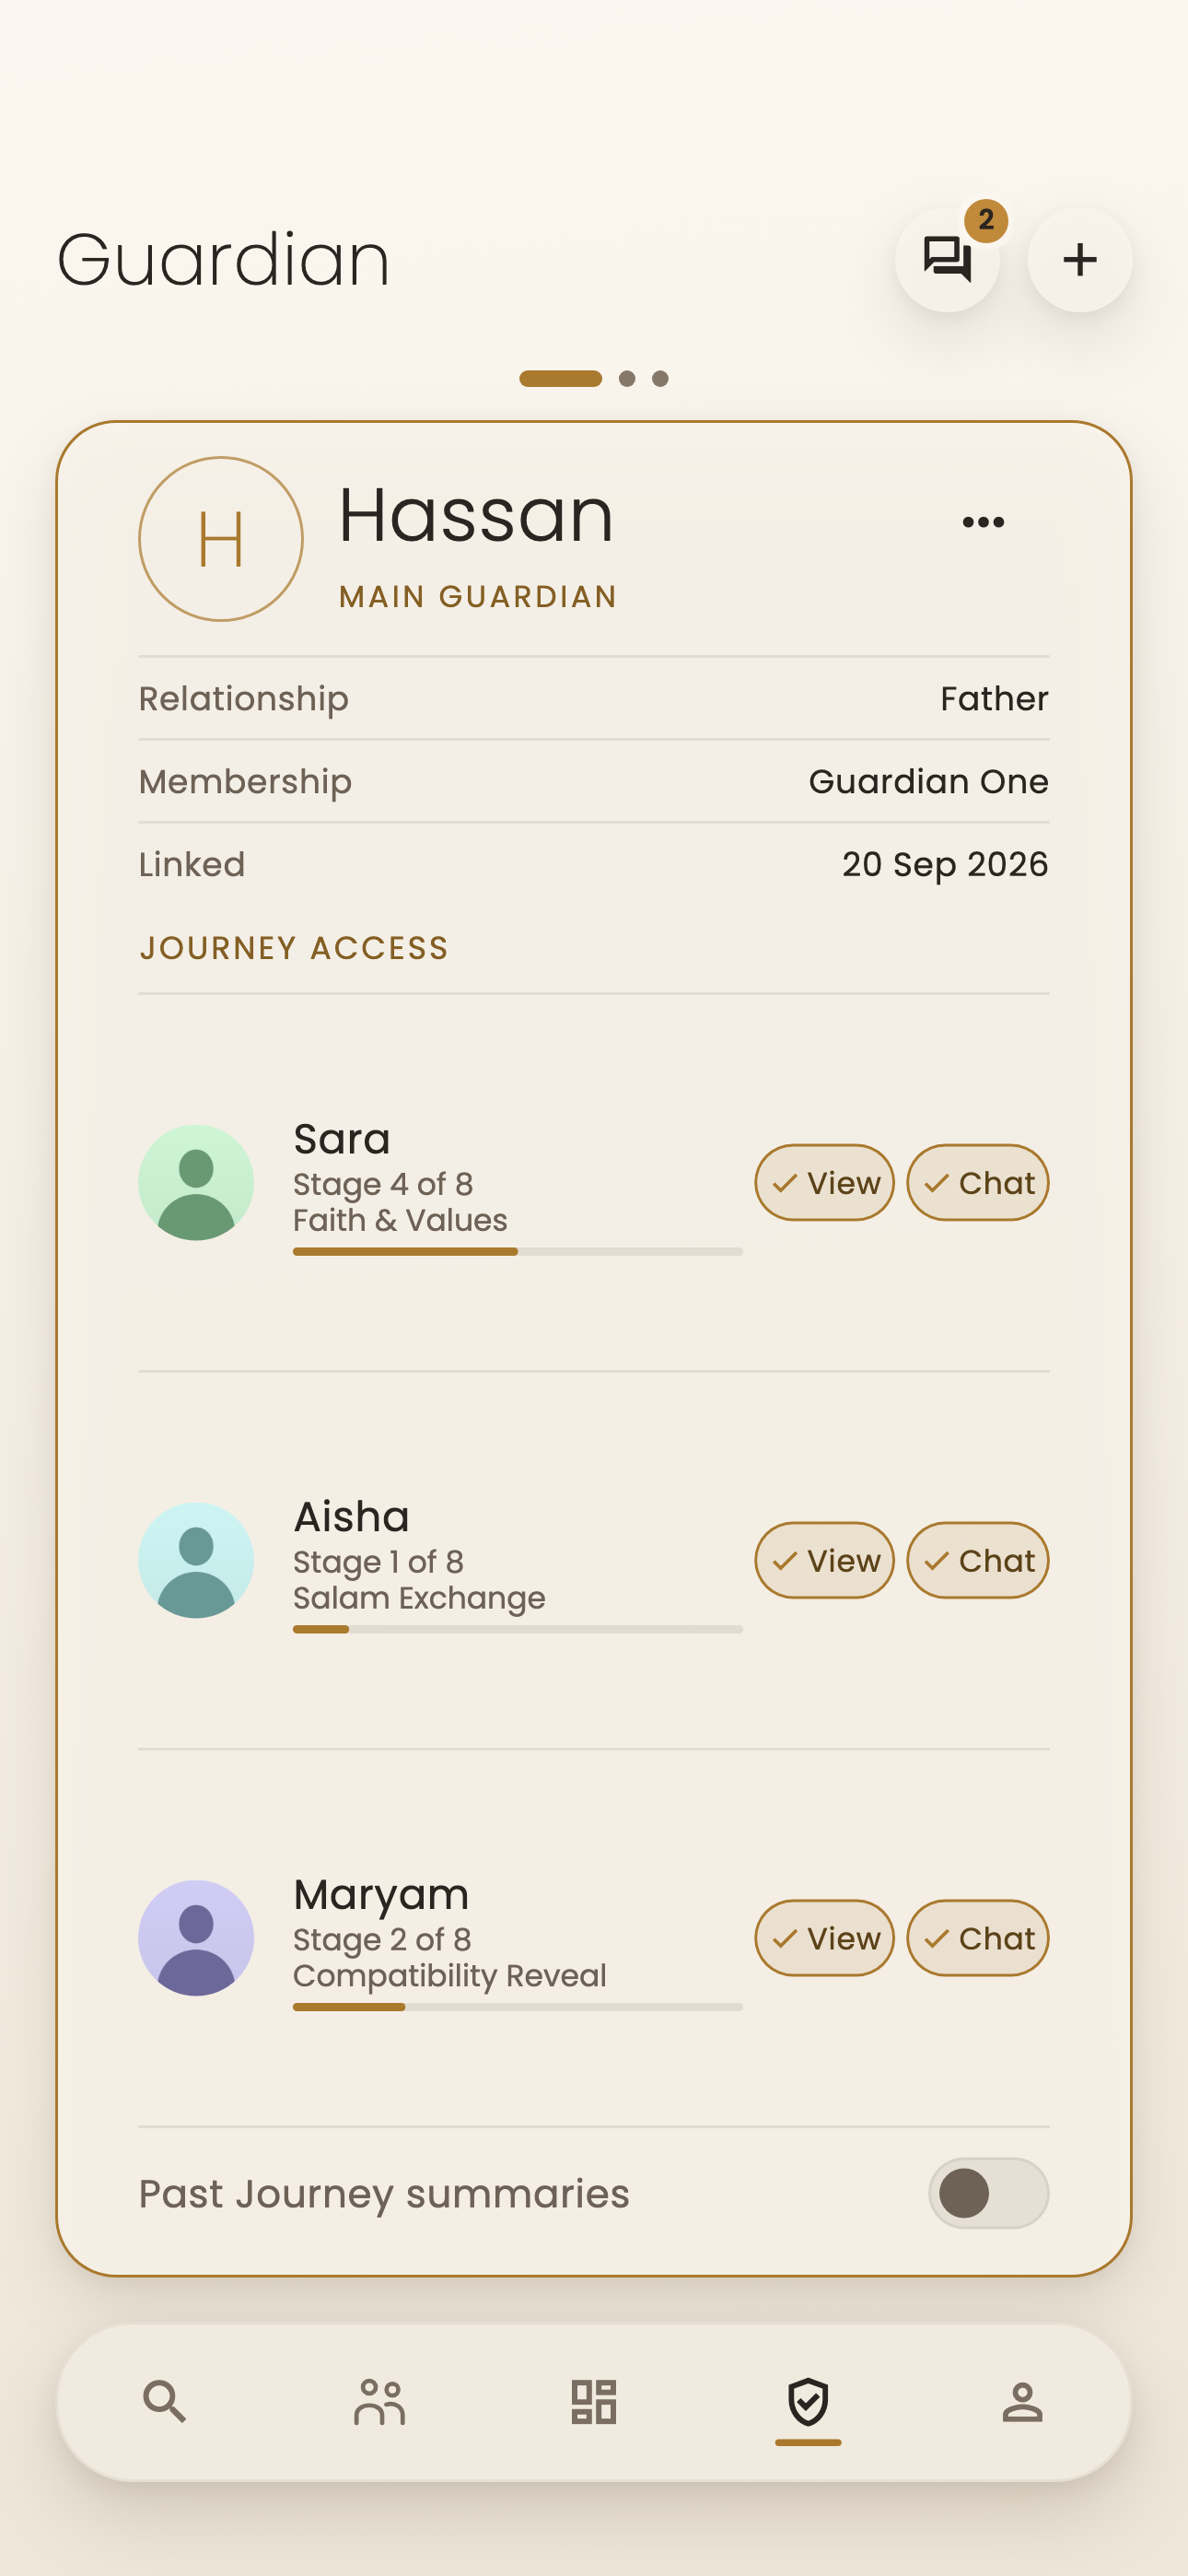 Guardian
2
H
Hassan
MAIN GUARDIAN
Relationship Father
Membership Guardian One
Linked 20 Sep 2026
JOURNEY ACCESS
Sara
Stage 4 of 8
Faith & Values
View Chat
Aisha
Stage 1 of 8
Salam Exchange
View Chat
Maryam
Stage 2 of 8
Compatibility Reveal
View Chat
Past Journey summaries